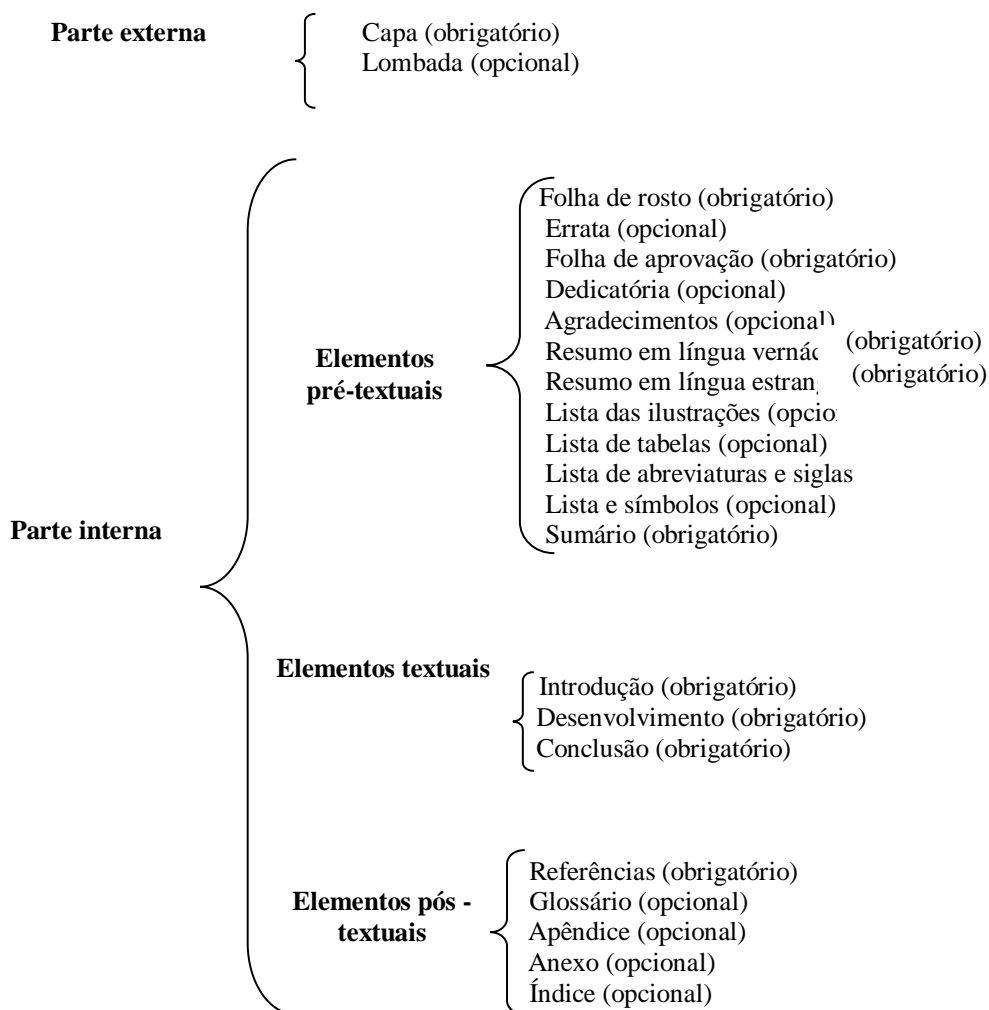 Parte externa
Capa (obrigatório)
Lombada (opcional)
Folha de rosto (obrigatório)
Errata (opcional)
Folha de aprovação (obrigatório)
Dedicatória (opcional)
Agradecimentos (opcional)
Elementos
pré-textuais
Resumo em língua (obrigatório)
Resumo em língua (obrigatório)
Lista das ilustrações
Lista de tabelas (opcional)
Lista de abreviaturas e siglas
Lista e símbolos (opcional)
Sumário (obrigatório)
Parte interna
Elementos textuais
Introdução (obrigatório)
Desenvolvimento (obrigatório)
Conclusão (obrigatório)
Elementos pós -
textuais
Referências (obrigatório)
Glossário (opcional)
Apêndice (opcional)
Anexo (opcional)
Índice (opcional)